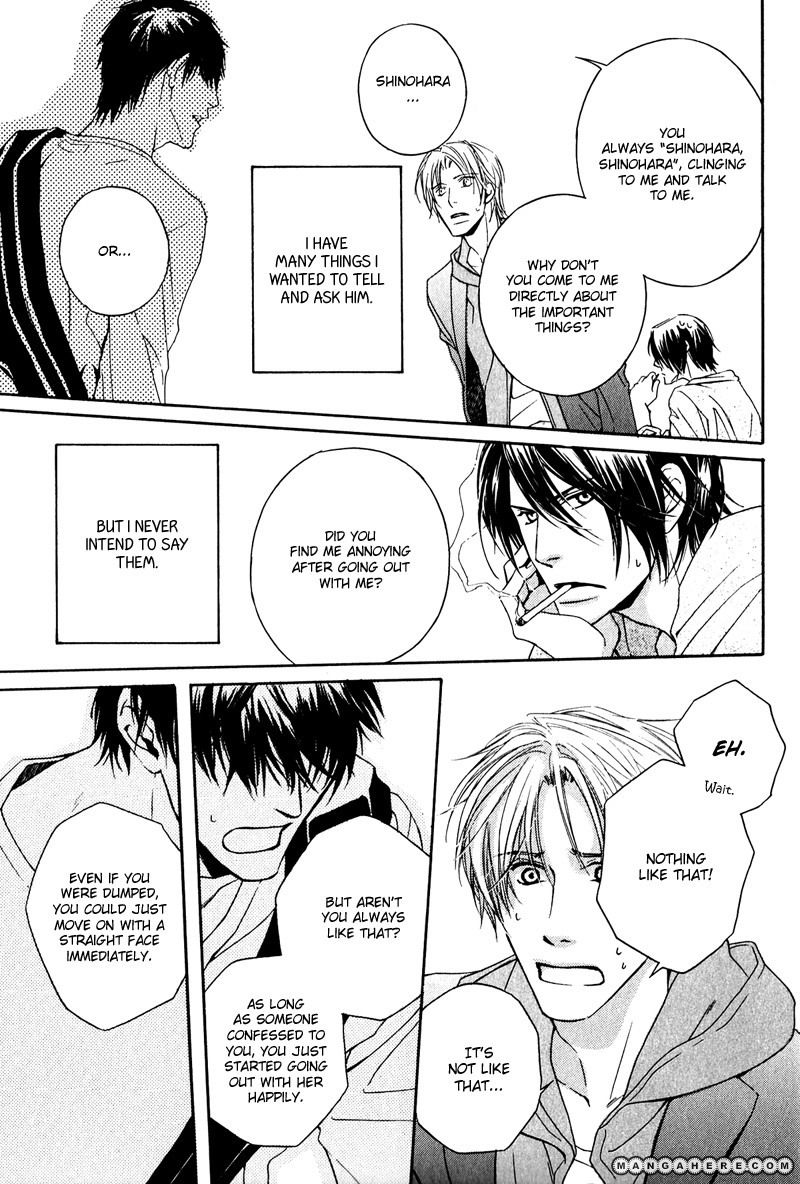 YOU
ALWAYS "SHINOHARA,
SHINOHARA", CLINGING
TO ME AND TALK
TO ME.
WHY DON'T
YOU COME TO ME
DIRECTLY ABOUT
THE IMPORTANT
THINGS?
SHINOHARA
...
I HAVE
MANY THINGS I
WANTED TO TELL
AND ASK HIM.
OR...
DID YOU
FIND ME ANNOYING
AFTER GOING OUT
WITH ME?
BUT I NEVER
INTEND TO SAY
THEM.
EH.
Wait.
NOTHING
LIKE THAT!
IT'S
NOT LIKE
THAT...
BUT AREN'T
YOU ALWAYS
LIKE THAT?
AS LONG
AS SOMEONE
CONFESSED TO
YOU, YOU JUST
STARTED GOING
OUT WITH HER
HAPPILY.
EVEN IF YOU
WERE DUMPED,
YOU COULD JUST
MOVE ON WITH A
STRAIGHT FACE
IMMEDIATELY.
MANGAHERE.COM